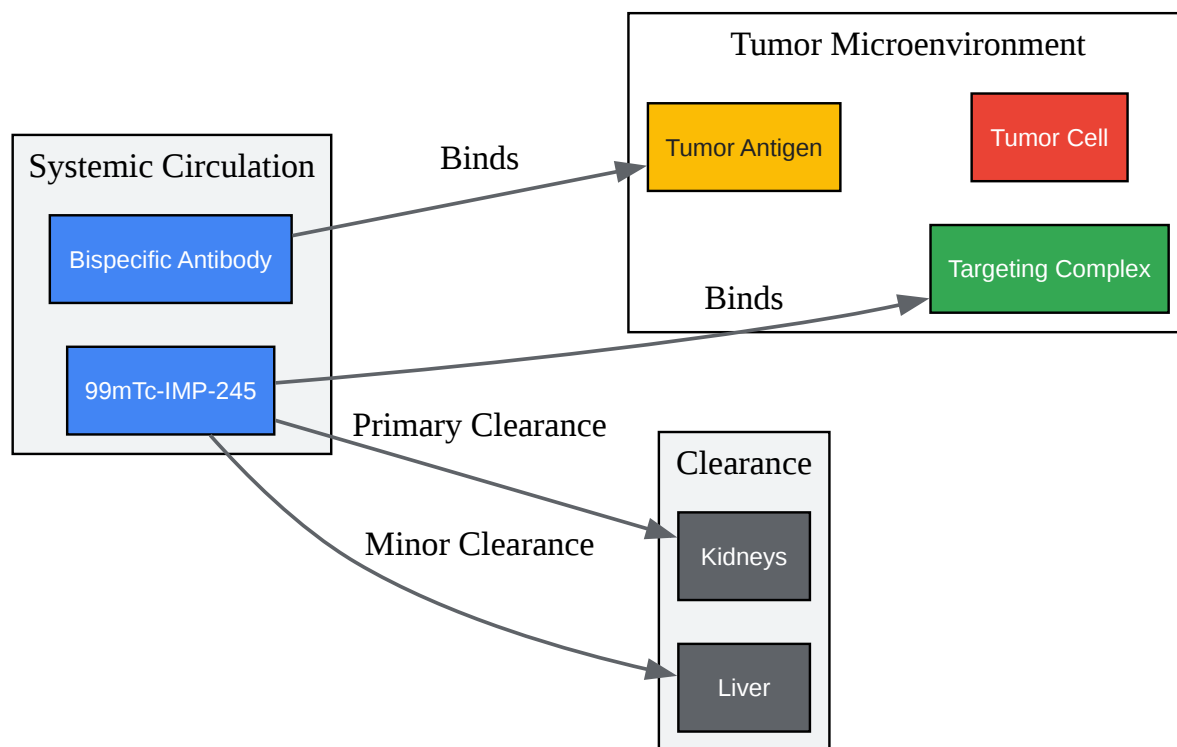 Tumor Microenvironment
Tumor Antigen
Tumor Cell
Targeting Complex
Systemic Circulation
Bispecific Antibody
99mTc-IMP-245
Binds
Binds
Primary Clearance
Minor Clearance
Clearance
Kidneys
Liver